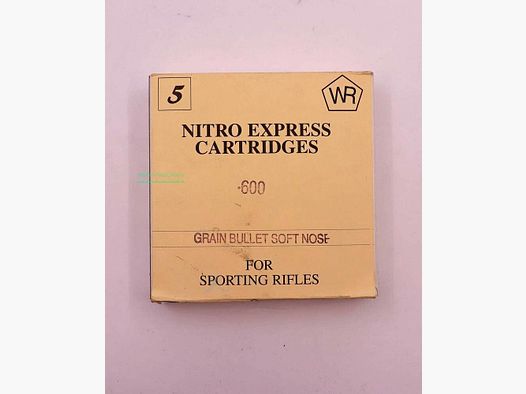 5
WR
NITRO EXPRESS
CARTRIDGES
·600
GRAIN BULLET SOFT NOSE
FOR
SPORTING RIFLES